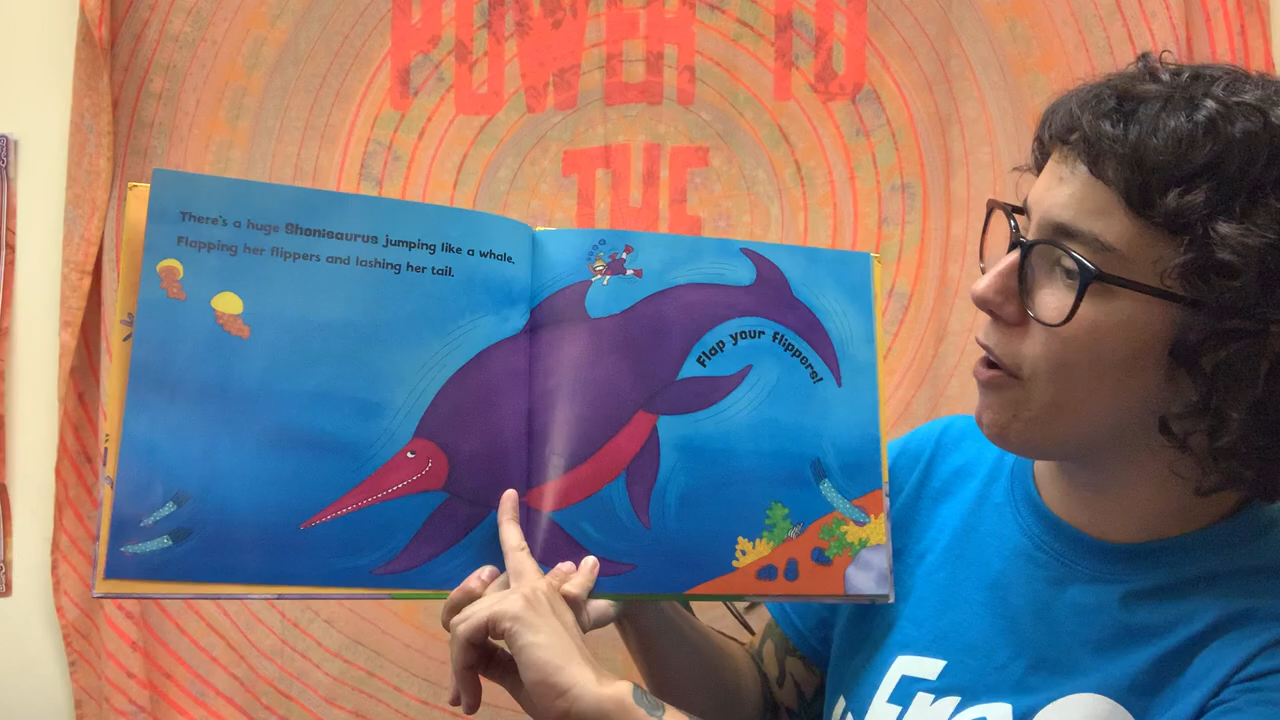 POWER TO
THE
There's a huge Shonisaurus jumping like a whale.
Flapping her flippers and lashing her tail.
Flap your flippers!